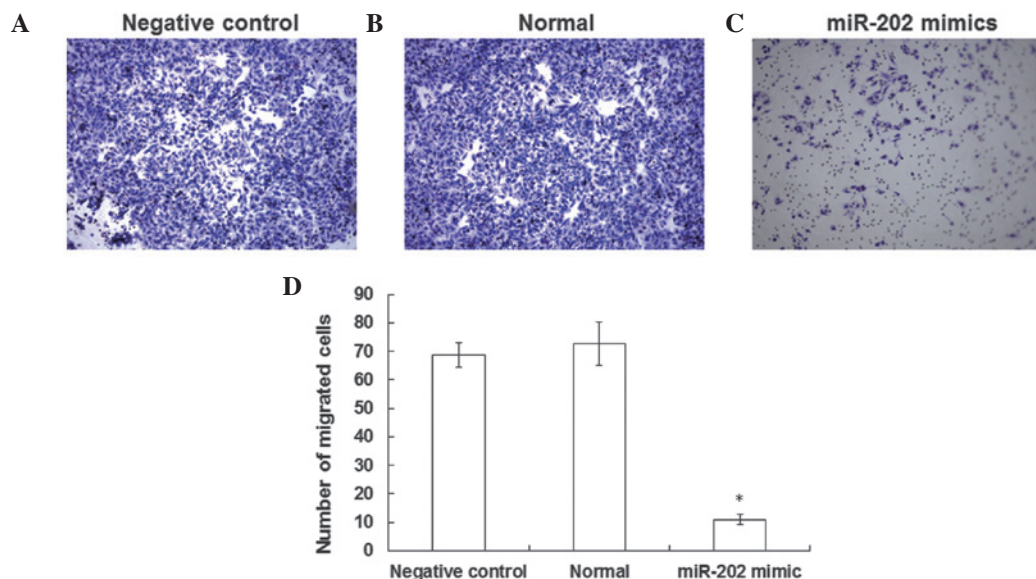 A
Negative control
B
Normal
C
miR-202 mimics
D
Number of migrated cells
90
80
70
60
50
40
30
20
10
0
*
Negative control
Normal
miR-202 mimic